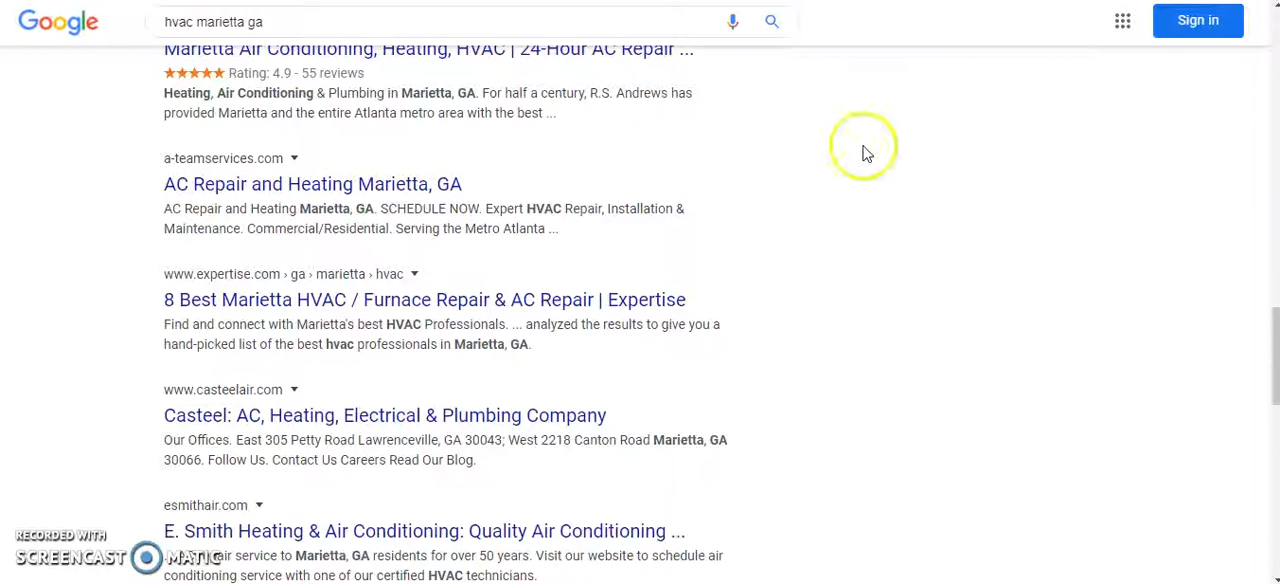 Google
hvac marietta ga
Sign in
Marietta Air Conditioning, Heating, HVAC | 24-Hour AC Repair ...
Rating: 4.9 - 55 reviews
Heating, Air Conditioning & Plumbing in Marietta, GA. For half a century, R.S. Andrews has
provided Marietta and the entire Atlanta metro area with the best ...
a-teamservices.com
AC Repair and Heating Marietta, GA
AC Repair and Heating Marietta, GA. SCHEDULE NOW. Expert HVAC Repair, Installation &
Maintenance. Commercial/Residential. Serving the Metro Atlanta ...
www.expertise.com › ga › marietta › hvac
8 Best Marietta HVAC / Furnace Repair & AC Repair | Expertise
Find and connect with Marietta's best HVAC Professionals. ... analyzed the results to give you a
hand-picked list of the best hvac professionals in Marietta, GA.
www.casteelair.com
Casteel: AC, Heating, Electrical & Plumbing Company
Our Offices. East 305 Petty Road Lawrenceville, GA 30043; West 2218 Canton Road Marietta, GA
30066. Follow Us. Contact Us Careers Read Our Blog.
esmithair.com
E. Smith Heating & Air Conditioning: Quality Air Conditioning ...
air service to Marietta, GA residents for over 50 years. Visit our website to schedule air
conditioning service with one of our certified HVAC technicians.
RECORDED WITH
SCREENCAST MATIC